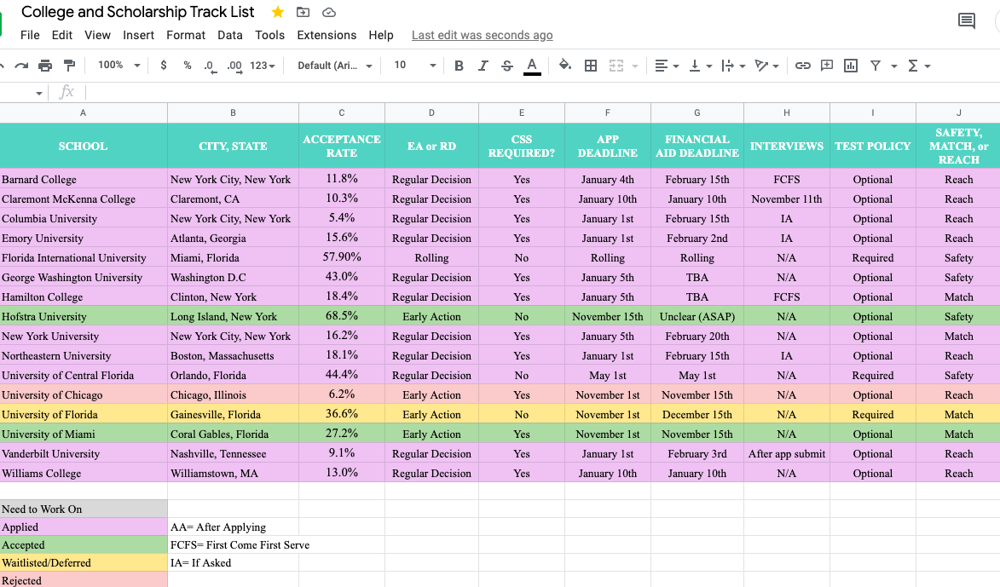 College and Scholarship Track List
File Edit View Insert Format Data Tools Extensions Help Last edit was seconds ago
100% $ % .0 .00 123 Default (Ari... 10 B I S A Σ
fx
A B C D E F G H I J
SCHOOL CITY, STATE ACCEPTANCE RATE EA or RD CSS REQUIRED? APP DEADLINE FINANCIAL AID DEADLINE INTERVIEWS TEST POLICY SAFETY, MATCH, or REACH
Barnard College New York City, New York 11.8% Regular Decision Yes January 4th February 15th FCFS Optional Reach
Claremont McKenna College Claremont, CA 10.3% Regular Decision Yes January 10th January 10th November 11th Optional Reach
Columbia University New York City, New York 5.4% Regular Decision Yes January 1st February 15th IA Optional Reach
Emory University Atlanta, Georgia 15.6% Regular Decision Yes January 1st February 2nd IA Optional Reach
Florida International University Miami, Florida 57.90% Rolling No Rolling Rolling N/A Required Safety
George Washington University Washington D.C 43.0% Regular Decision Yes January 5th TBA N/A Optional Safety
Hamilton College Clinton, New York 18.4% Regular Decision Yes January 5th TBA FCFS Optional Match
Hofstra University Long Island, New York 68.5% Early Action No November 15th Unclear (ASAP) N/A Optional Safety
New York University New York City, New York 16.2% Regular Decision Yes January 5th February 20th N/A Optional Match
Northeastern University Boston, Massachusetts 18.1% Regular Decision Yes January 1st February 15th IA Optional Reach
University of Central Florida Orlando, Florida 44.4% Regular Decision No May 1st May 1st N/A Required Safety
University of Chicago Chicago, Illinois 6.2% Early Action Yes November 1st November 15th N/A Optional Reach
University of Florida Gainesville, Florida 36.6% Early Action No November 1st December 15th N/A Required Match
University of Miami Coral Gables, Florida 27.2% Early Action Yes November 1st November 15th N/A Optional Match
Vanderbilt University Nashville, Tennessee 9.1% Regular Decision Yes January 1st February 3rd After app submit Optional Reach
Williams College Williamstown, MA 13.0% Regular Decision Yes January 10th January 10th N/A Optional Reach
Need to Work On
Applied AA= After Applying
Accepted FCFS= First Come First Serve
Waitlisted/Deferred IA= If Asked
Rejected